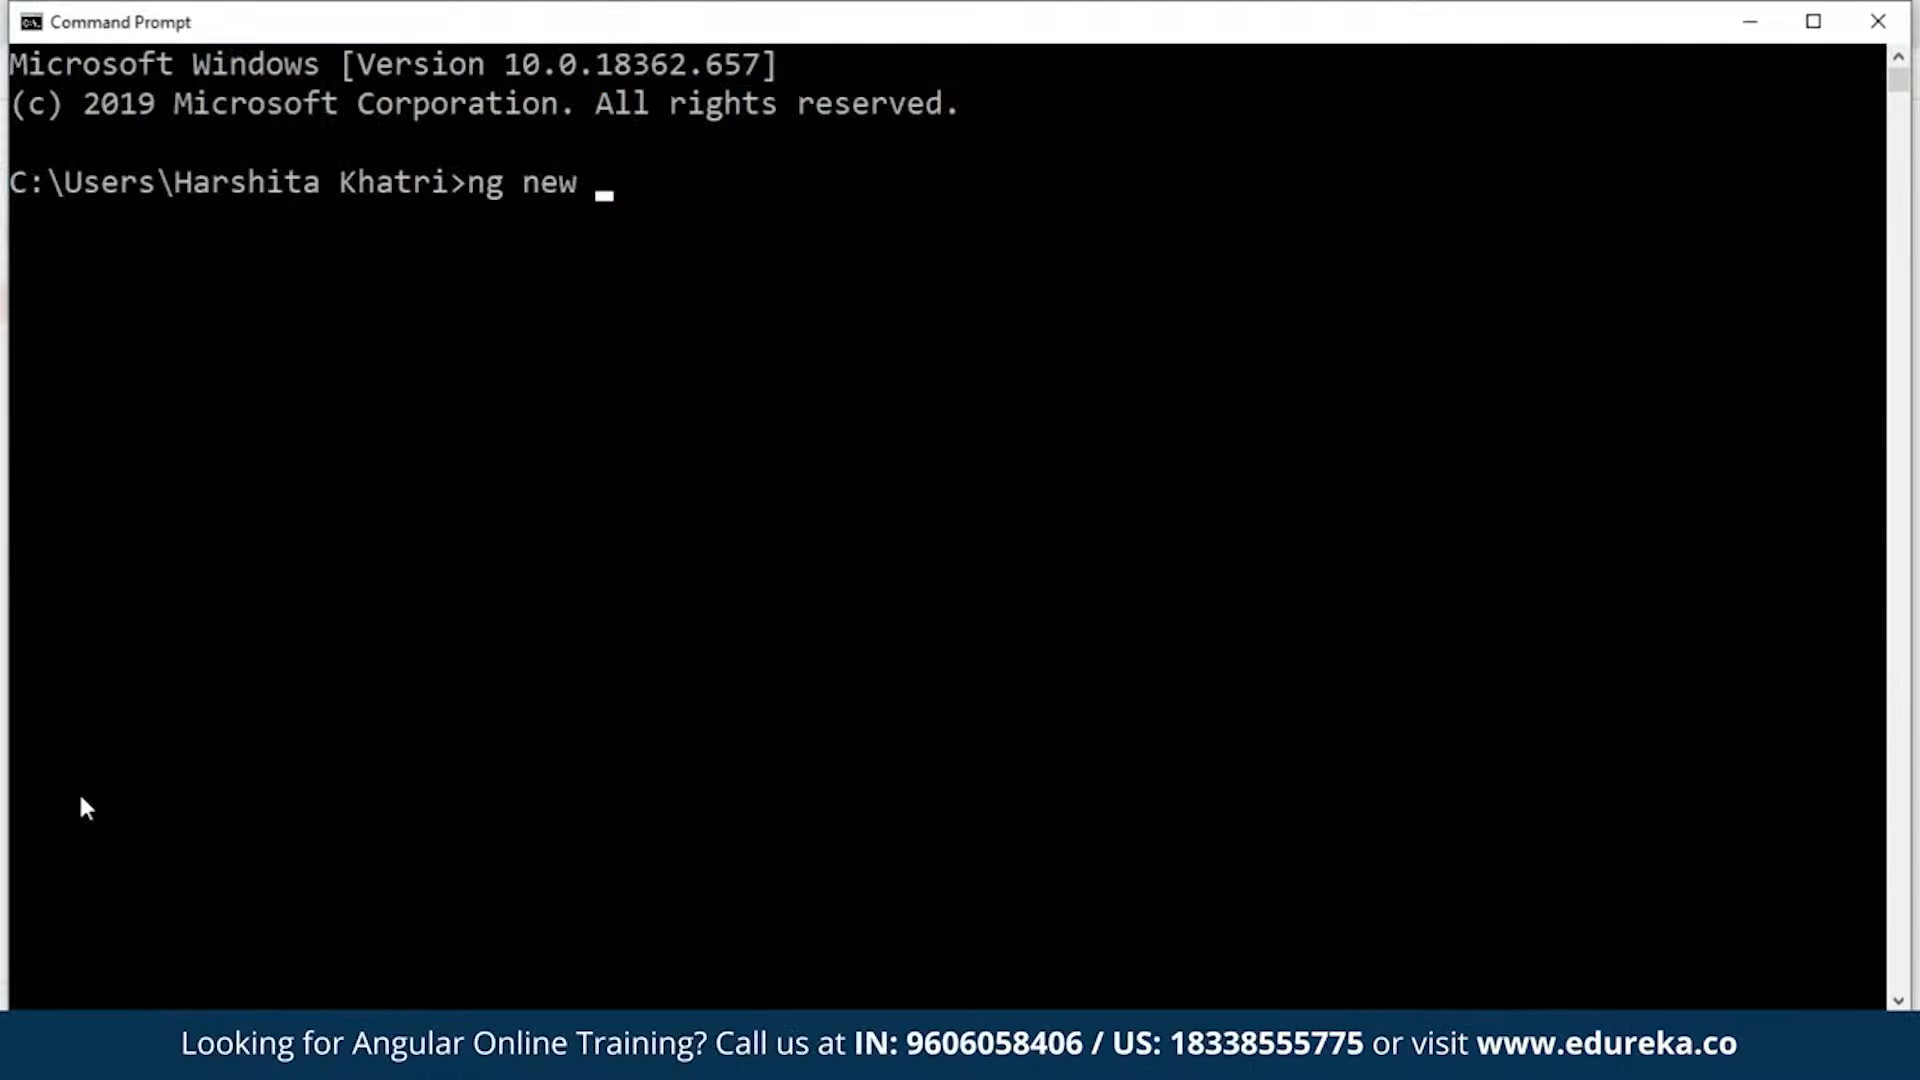 Command Prompt
Microsoft Windows [Version 10.0.18362.657]
(c) 2019 Microsoft Corporation. All rights reserved.
C:\Users\Harshita Khatri>ng new
Looking for Angular Online Training? Call us at IN: 9606058406 / US: 18338555775 or visit www.edureka.co